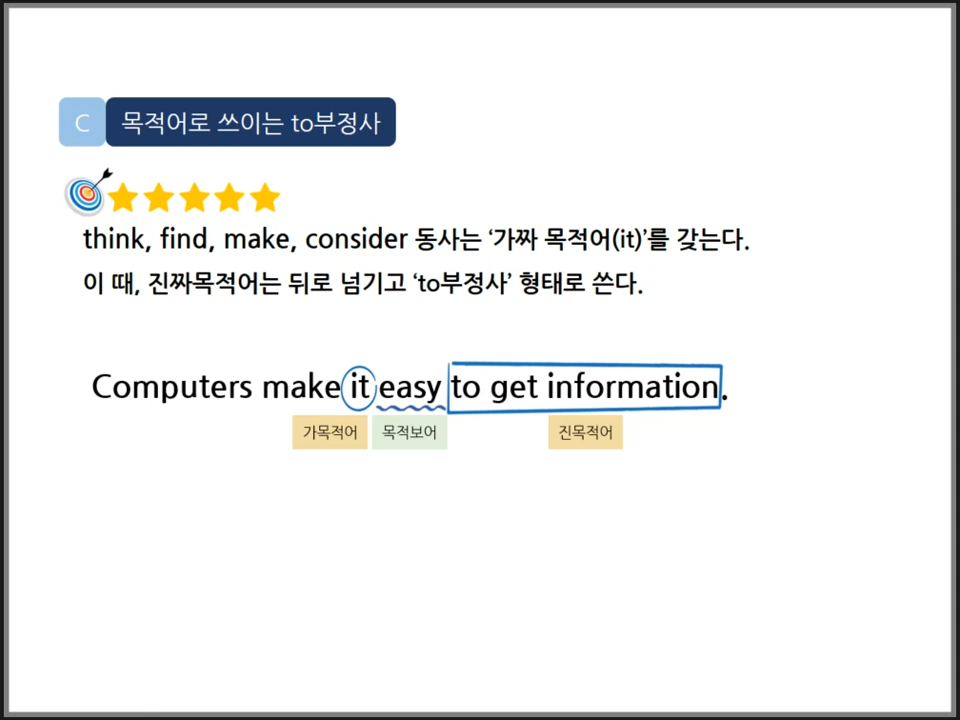 C 목적어로 쓰이는 to부정사
think, find, make, consider 동사는 ‘가짜 목적어(it)’를 갖는다.
이 때, 진짜목적어는 뒤로 넘기고 ‘to부정사’ 형태로 쓴다.
Computers make it easy to get information.
가목적어 목적보어 진목적어